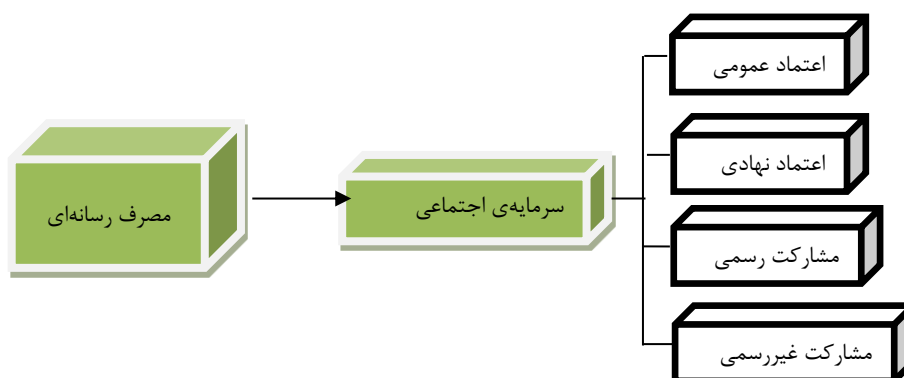 مصرف رسانه‌ای
سرمایه‌ی اجتماعی
اعتماد عمومی
اعتماد نهادی
مشارکت رسمی
مشارکت غیررسمی